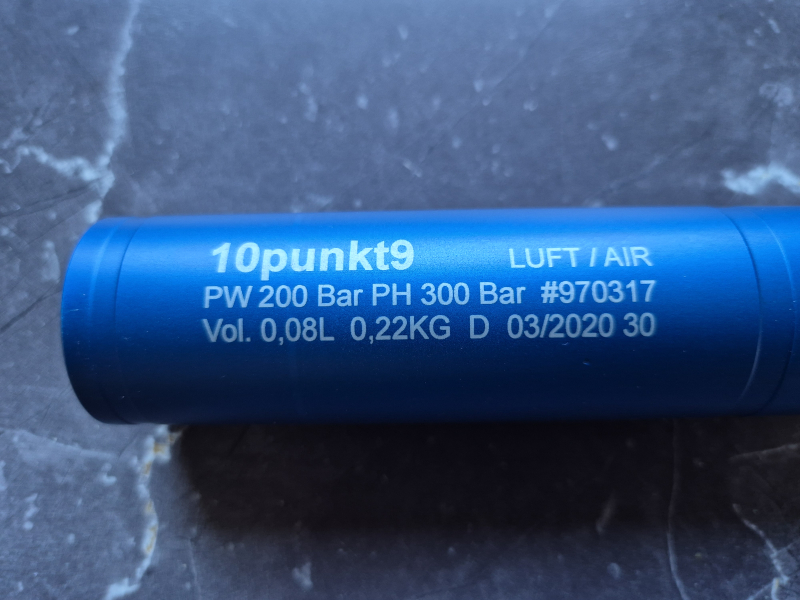 10punkt9 LUFT / AIR
PW 200 Bar PH 300 Bar #970317
Vol. 0,08L 0,22KG D 03/2020 30